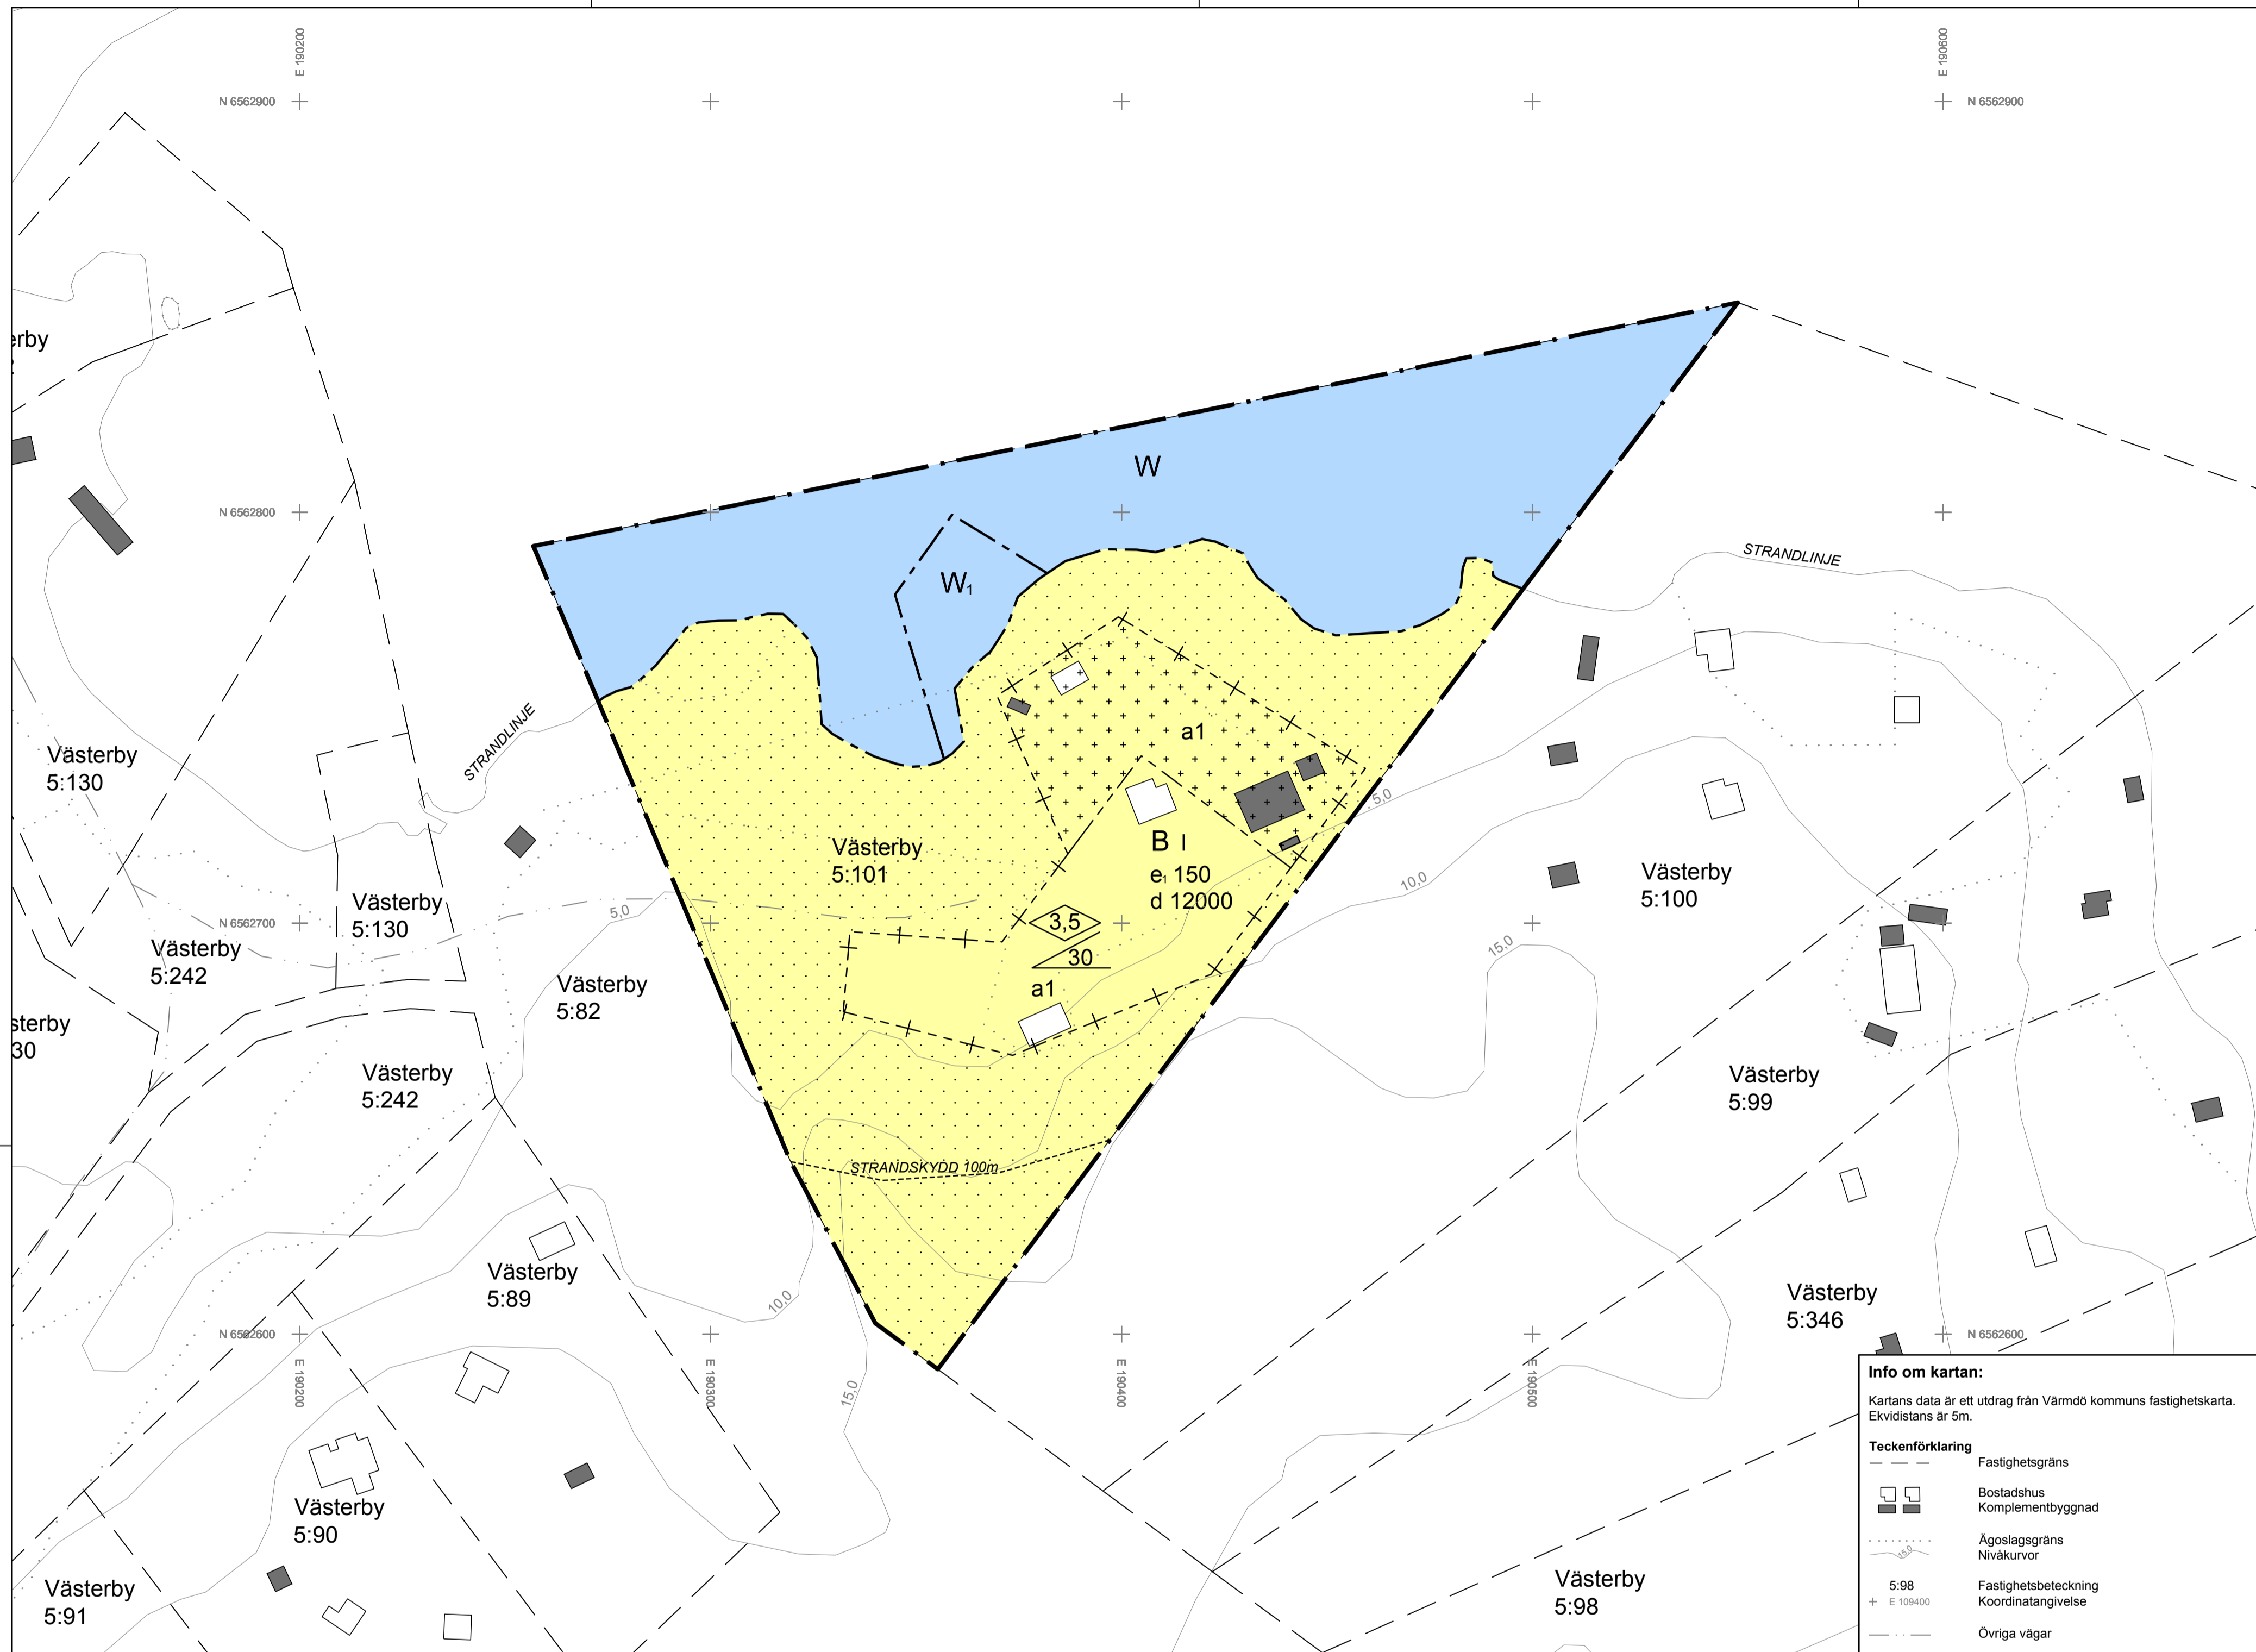 E 190200
E 190600
N 6562900
N 6562900
erby
W
N 6562800
STRANDLINJE
W1
STRANDLINJE
a1
Västerby
5:130
5,0
B I
Västerby
5:101
e1 150
d 12000
10,0
Västerby
5:100
Västerby
5:130
5,0
N 6562700
3,5
Västerby
5:242
15,0
30
Västerby
5:82
a1
sterby
30
Västerby
5:242
Västerby
5:99
STRANDSKYDD 100m
Västerby
5:89
10,0
Västerby
5:346
N 6562600
N 6562600
E 190200
E 190300
15,0
E 190400
E 190500
Info om kartan:
Kartans data är ett utdrag från Värmdö kommuns fastighetskarta.
Ekvidistans är 5m.
Teckenförklaring
Fastighetsgräns
Bostadshus
Komplementbyggnad
Ägoslagsgräns
15,0 Nivåkurvor
5:98 Fastighetsbeteckning
E 109400 Koordinatangivelse
Övriga vägar
Västerby
5:90
Västerby
5:91
Västerby
5:98